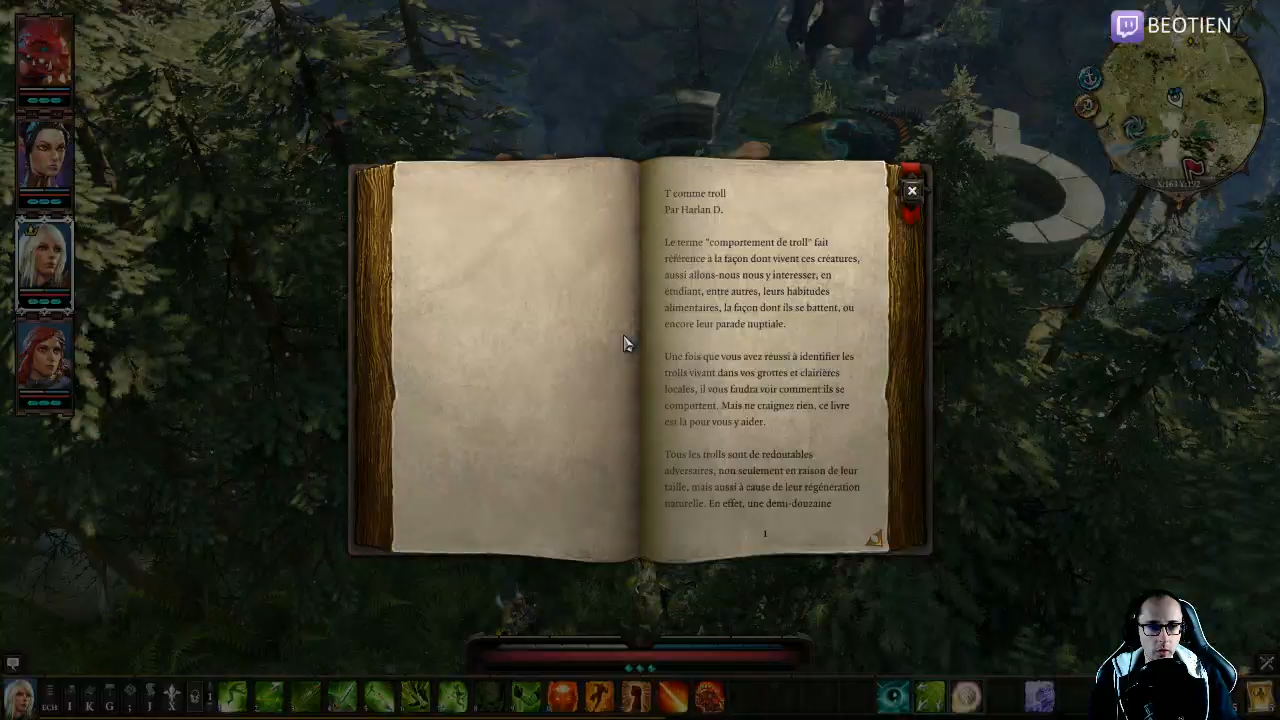 BEOTIEN
X:163 Y:192
T comme troll
Par Harlan D.
Le terme "comportement de troll" fait
référence à la façon dont vivent ces créatures,
aussi allons-nous nous y intéresser, en
étudiant, entre autres, leurs habitudes
alimentaires, la façon dont ils se battent, ou
encore leur parade nuptiale.
Une fois que vous avez réussi à identifier les
trolls vivant dans vos grottes et clairières
locales, il vous faudra voir comment ils se
comportent. Mais ne craignez rien, ce livre
est là pour vous y aider.
Tous les trolls sont de redoutables
adversaires, non seulement en raison de leur
taille, mais aussi à cause de leur régénération
naturelle. En effet, une demi-douzaine
1
ECH I K G ; J X